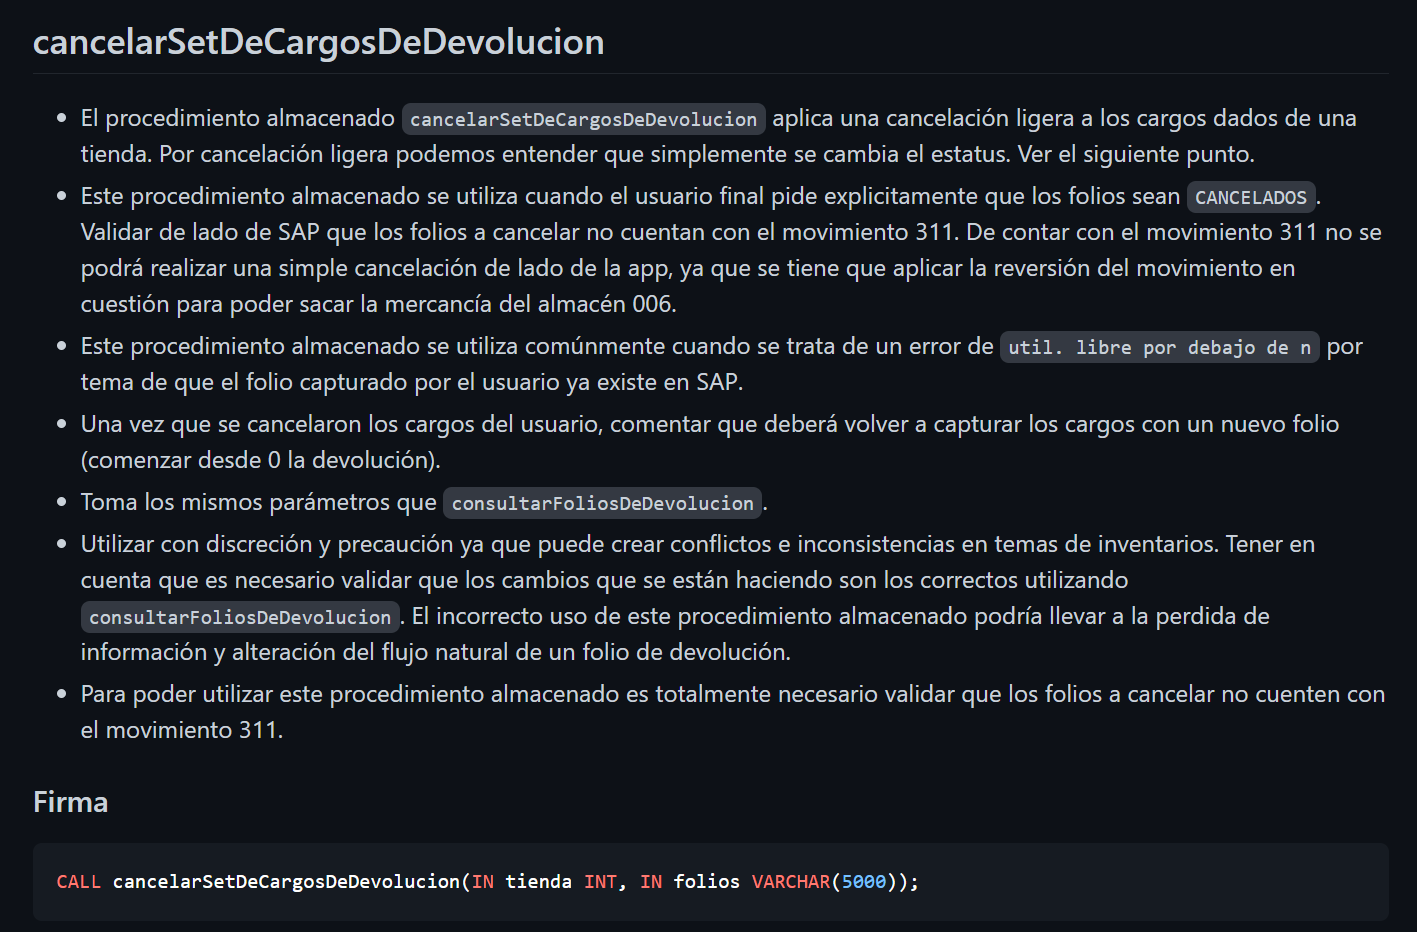 cancelarSetDeCargosDeDevolucion
El procedimiento almacenado cancelarSetDeCargosDeDevolucion aplica una cancelación ligera a los cargos dados de una
tienda. Por cancelación ligera podemos entender que simplemente se cambia el estatus. Ver el siguiente punto.
Este procedimiento almacenado se utiliza cuando el usuario final pide explicitamente que los folios sean CANCELADOS.
Validar de lado de SAP que los folios a cancelar no cuentan con el movimiento 311. De contar con el movimiento 311 no se
podrá realizar una simple cancelación de lado de la app, ya que se tiene que aplicar la reversión del movimiento en
cuestión para poder sacar la mercancía del almacén 006.
Este procedimiento almacenado se utiliza comúnmente cuando se trata de un error de util. libre por debajo de n por
tema de que el folio capturado por el usuario ya existe en SAP.
Una vez que se cancelaron los cargos del usuario, comentar que deberá volver a capturar los cargos con un nuevo folio
(comenzar desde 0 la devolución).
Toma los mismos parámetros que consultarFoliosDeDevolucion.
Utilizar con discreción y precaución ya que puede crear conflictos e inconsistencias en temas de inventarios. Tener en
cuenta que es necesario validar que los cambios que se están haciendo son los correctos utilizando
consultarFoliosDeDevolucion. El incorrecto uso de este procedimiento almacenado podría llevar a la perdida de
información y alteración del flujo natural de un folio de devolución.
Para poder utilizar este procedimiento almacenado es totalmente necesario validar que los folios a cancelar no cuenten con
el movimiento 311.
Firma
CALL cancelarSetDeCargosDeDevolucion(IN tienda INT, IN folios VARCHAR(5000));